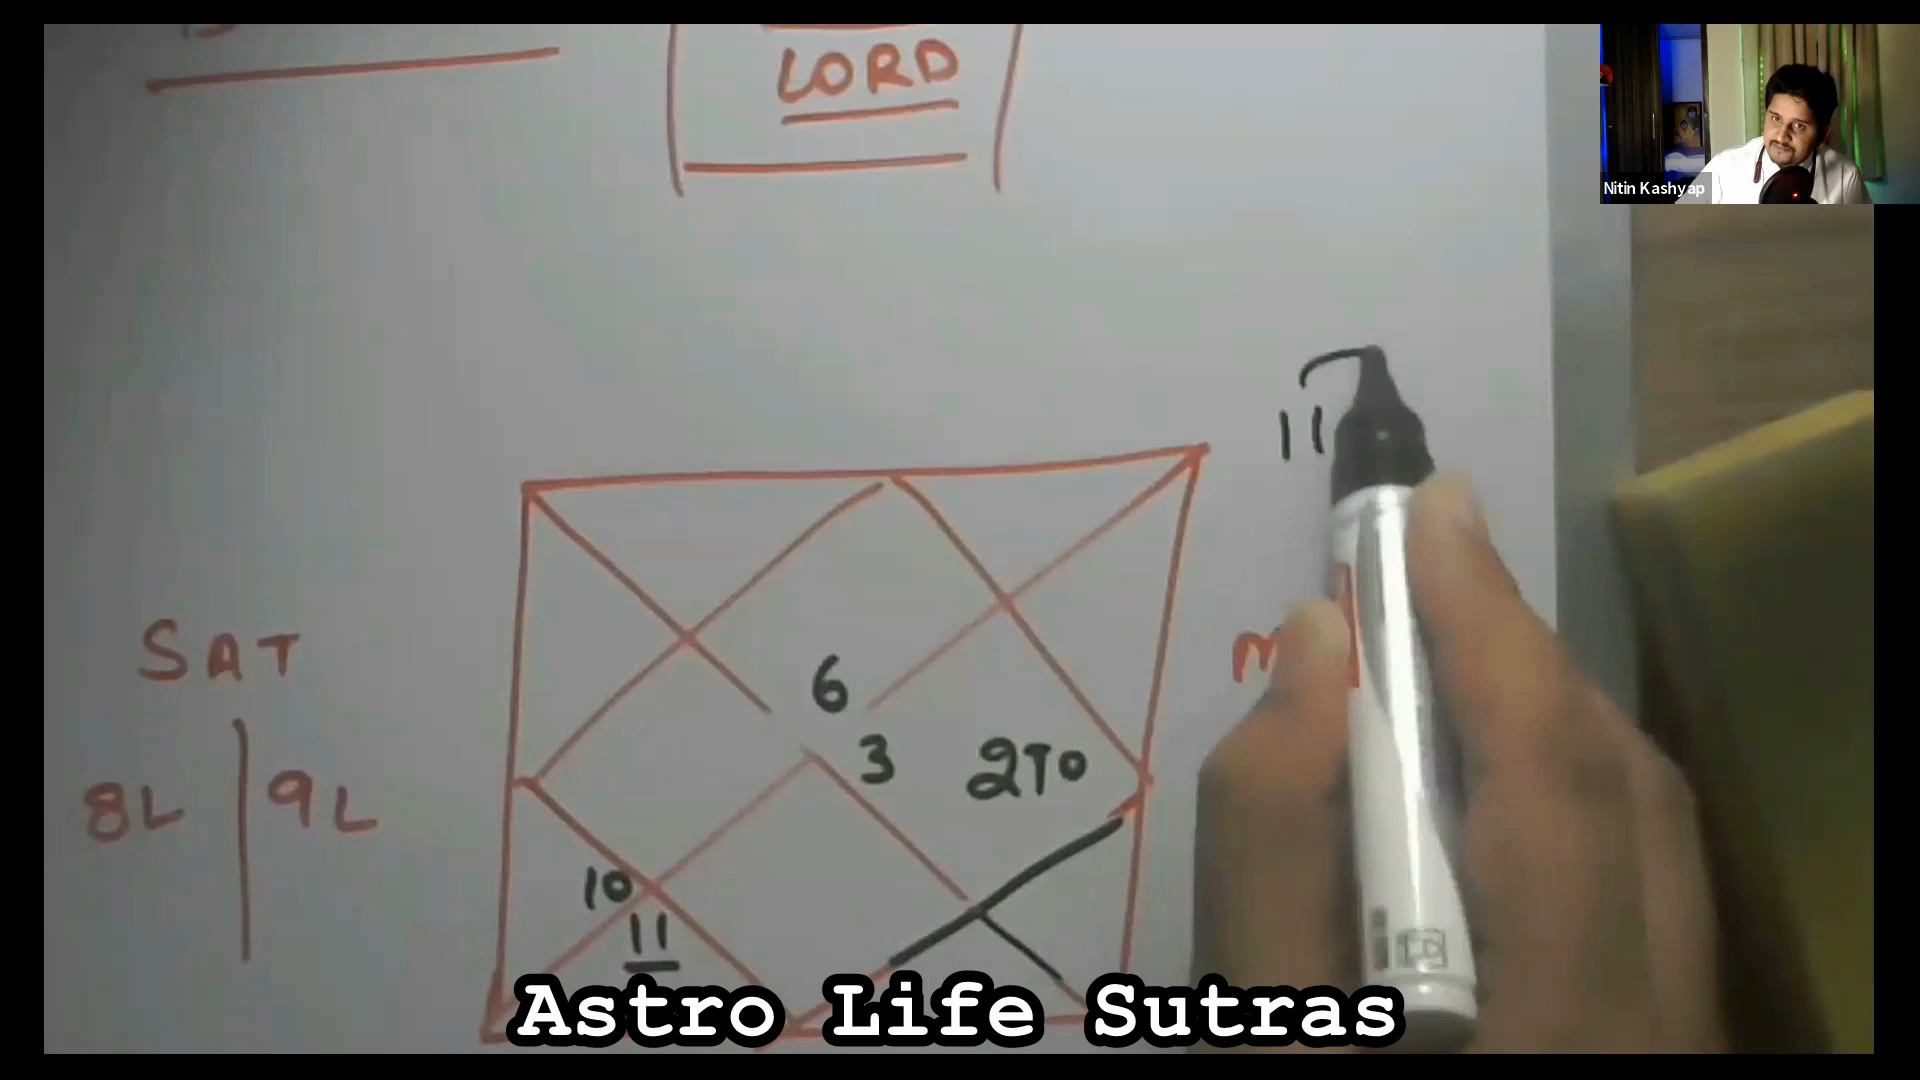 LORD
Nitin Kashyap
11
SAT
6
3
2TO
8L
9L
10
11
Astro Life Sutras